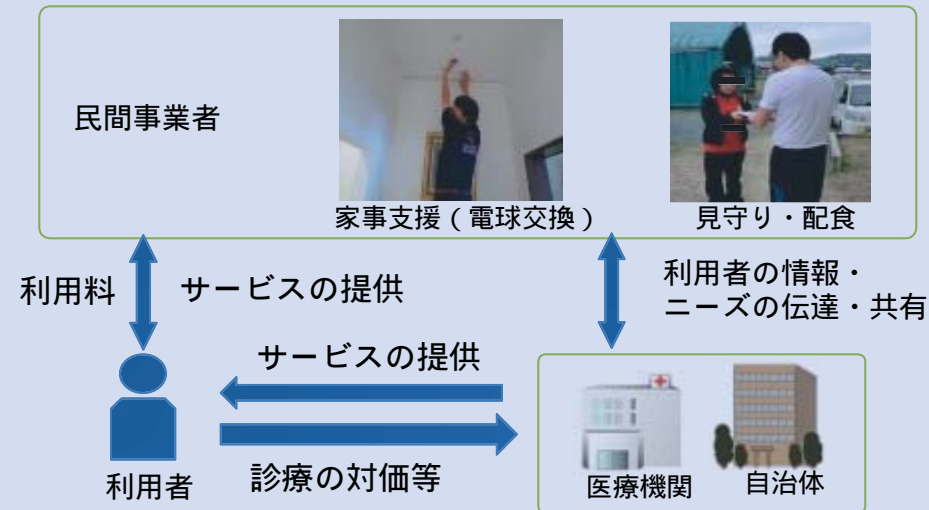 民間事業者
家事支援（電球交換）
見守り・配食
利用料
サービスの提供
利用者の情報・
ニーズの伝達・共有
サービスの提供
診療の対価等
利用者
医療機関
自治体